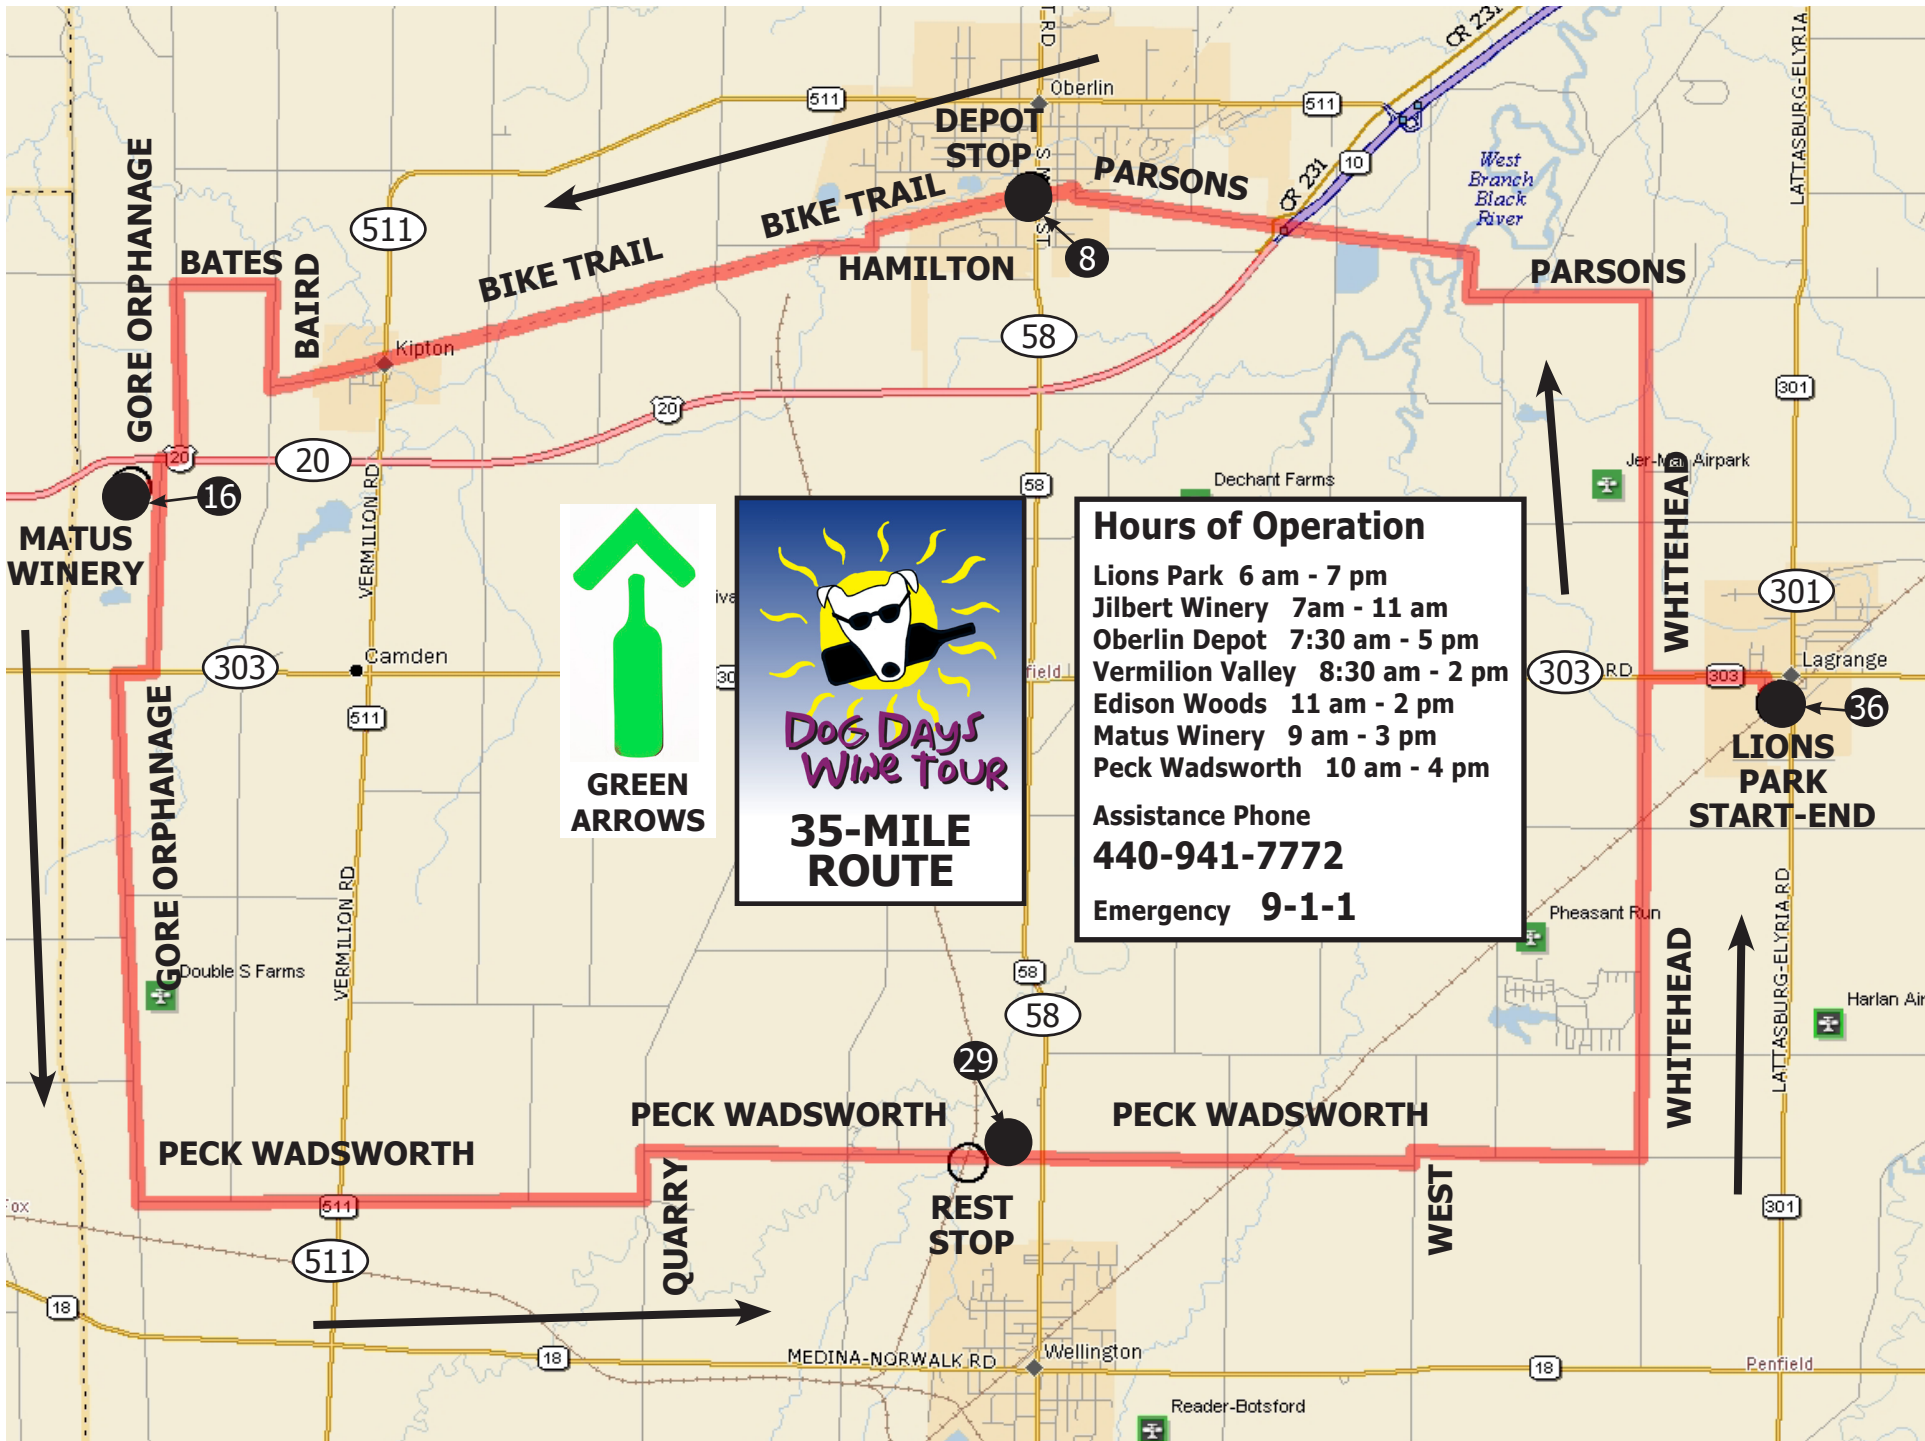 CR 231
T RD
LATTASBURG-ELYRIA
Oberlin
511
511
DEPOT
STOP
S M
ST
10
CR 231
West
Branch
Black
River
PARSONS
BIKE TRAIL
BIKE TRAIL
HAMILTON
8
511
GORE ORPHANAGE
BATES
BAIRD
PARSONS
58
Kipton
301
20
20
20
16
MATUS
WINERY
VERMILION RD
58
Dechant Farms
Jer-Mar Airpark
WHITEHEAD
GREEN
ARROWS
DOG DAYS
WINE TOUR
35-MILE
ROUTE
Hours of Operation
Lions Park 6 am - 7 pm
Jilbert Winery 7am - 11 am
Oberlin Depot 7:30 am - 5 pm
Vermilion Valley 8:30 am - 2 pm
Edison Woods 11 am - 2 pm
Matus Winery 9 am - 3 pm
Peck Wadsworth 10 am - 4 pm
Assistance Phone
440-941-7772
Emergency 9-1-1
301
303
Camden
303
RD
303
Lagrange
36
LIONS
PARK
START-END
511
GORE ORPHANAGE
VERMILION RD
Double S Farms
Pheasant Run
WHITEHEAD
LATTASBURG-ELYRIA RD
Harlan Air
58
58
29
PECK WADSWORTH
PECK WADSWORTH
PECK WADSWORTH
511
511
QUARRY
REST
STOP
WEST
301
18
18
MEDINA-NORWALK RD
Wellington
18
Penfield
Reader-Botsford